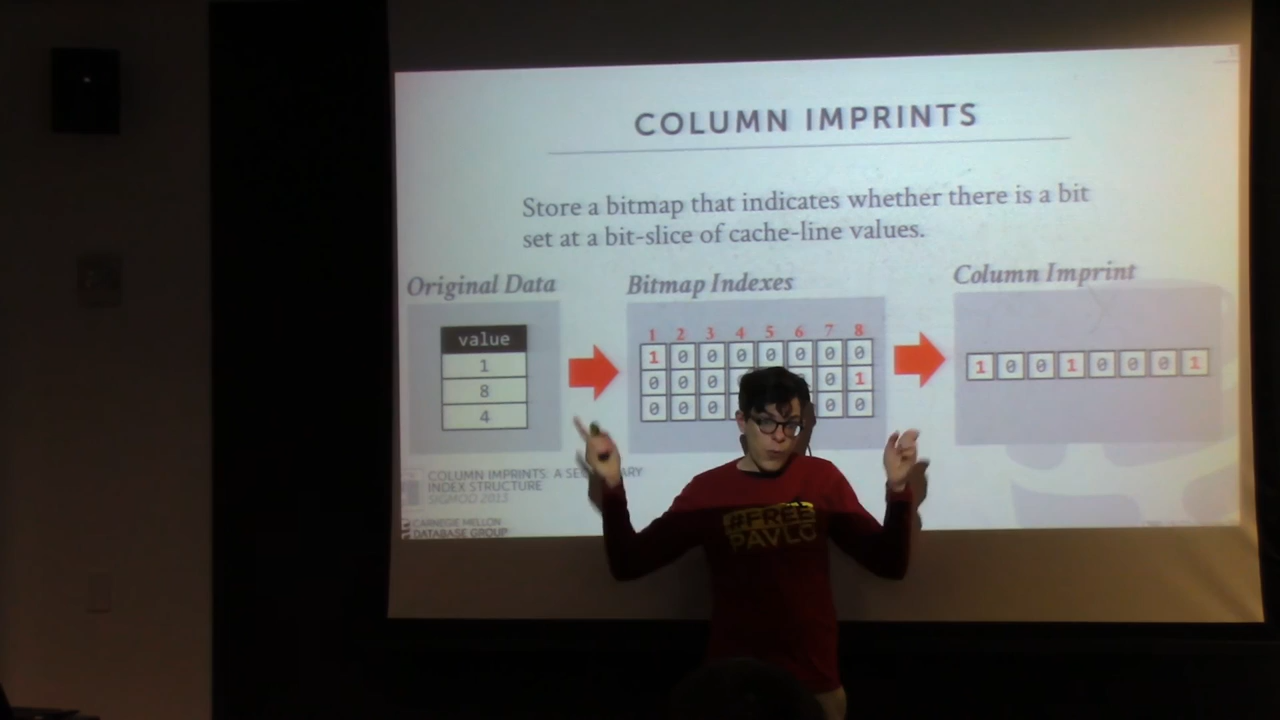 COLUMN IMPRINTS
Store a bitmap that indicates whether there is a bit
set at a bit-slice of cache-line values.
Original Data
value
1
8
4
Bitmap Indexes
1 2 3 4 5 6 7 8
1 0 0 0 0 0 0 0
0 0 0 0 0 1
0 0 0 0 0
Column Imprint
1 0 0 1 0 0 0 1
COLUMN IMPRINTS: A
INDEX STRUCTURE
SIGMOD 2013
CARNEGIE MELLON
DATABASE GROUP
#FREE
PAVLO